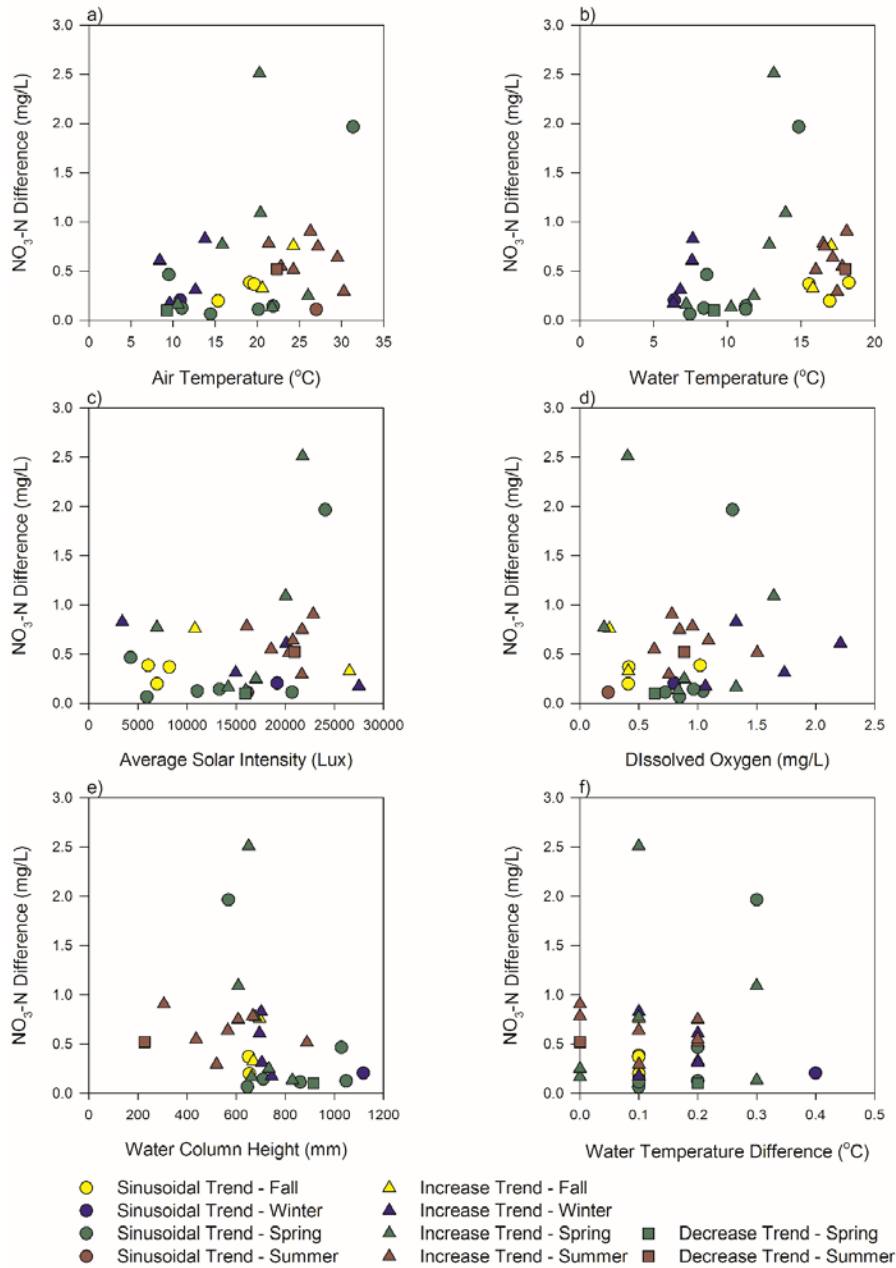 a)
3.0
2.5
2.0
1.5
1.0
0.5
0.0
NO3-N Difference (mg/L)
0 5 10 15 20 25 30 35
Air Temperature (oC)
b)
3.0
2.5
2.0
1.5
1.0
0.5
0.0
NO3-N Difference (mg/L)
0 5 10 15 20
Water Temperature (oC)
c)
3.0
2.5
2.0
1.5
1.0
0.5
0.0
NO3-N Difference (mg/L)
0 5000 10000 15000 20000 25000 30000
Average Solar Intensity (Lux)
d)
3.0
2.5
2.0
1.5
1.0
0.5
0.0
NO3-N Difference (mg/L)
0.0 0.5 1.0 1.5 2.0 2.5
DIssolved Oxygen (mg/L)
e)
3.0
2.5
2.0
1.5
1.0
0.5
0.0
NO3-N Difference (mg/L)
0 200 400 600 800 1000 1200
Water Column Height (mm)
f)
3.0
2.5
2.0
1.5
1.0
0.5
0.0
NO3-N Difference (mg/L)
0.0 0.1 0.2 0.3 0.4 0.5
Water Temperature Difference (oC)
Sinusoidal Trend - Fall
Sinusoidal Trend - Winter
Sinusoidal Trend - Spring
Sinusoidal Trend - Summer
Increase Trend - Fall
Increase Trend - Winter
Increase Trend - Spring
Increase Trend - Summer
Decrease Trend - Spring
Decrease Trend - Summer